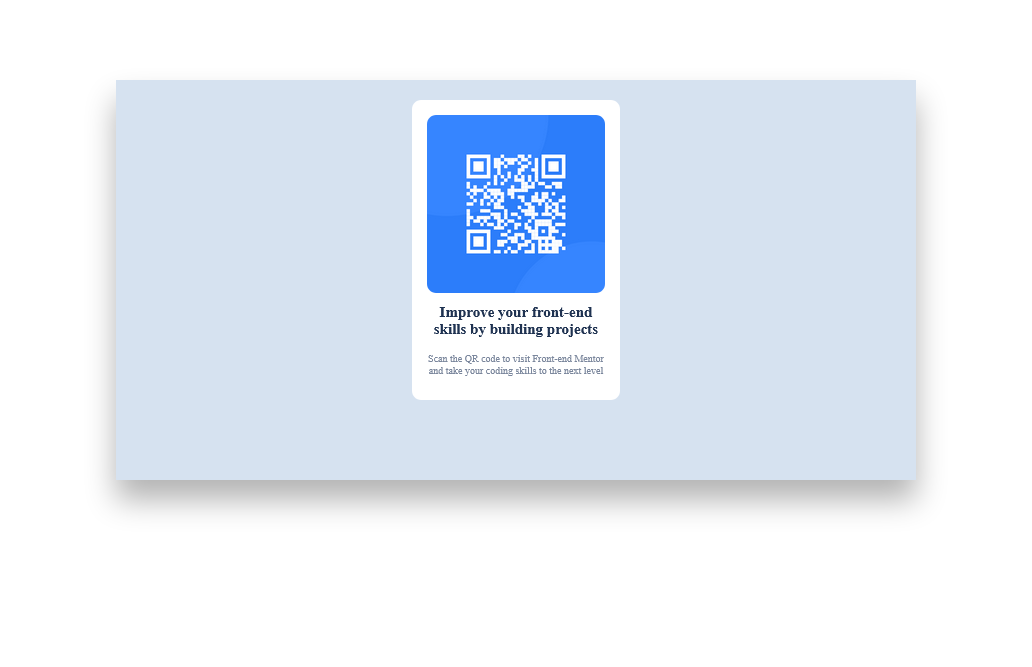 Improve your front-end
skills by building projects
Scan the QR code to visit Front-end Mentor
and take your coding skills to the next level